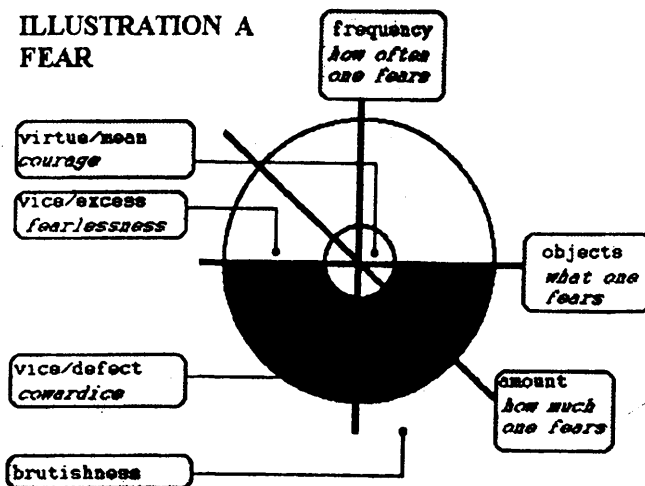 ILLUSTRATION A
FEAR
frequency
how often
one fears
virtue/mean
courage
vice/excess
fearlessness
objects
what one
fears
vice/defect
cowardice
amount
how much
one fears
brutishness